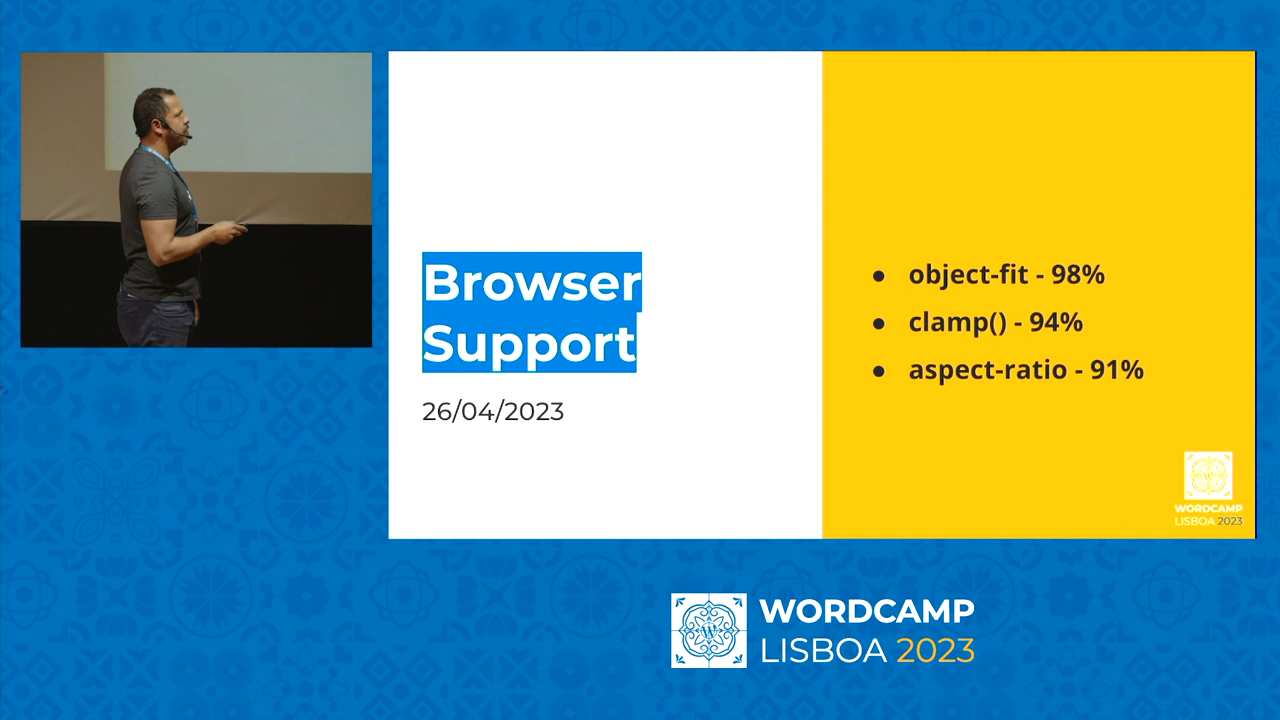 Browser
Support
26/04/2023
● object-fit - 98%
● clamp() - 94%
● aspect-ratio - 91%
WORDCAMP
LISBOA 2023
WORDCAMP
LISBOA 2023